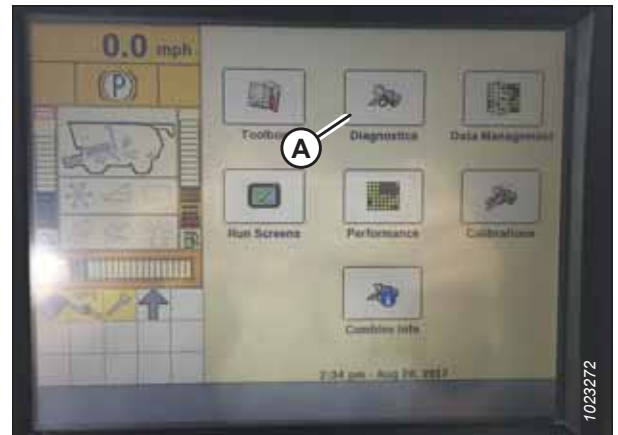 0.0 mph
(P)
Toolbox
Diagnostics
Data Management
A
Run Screens
Performance
Calibrations
Combine Info
2:34 pm - Aug 20, 2017
1023272